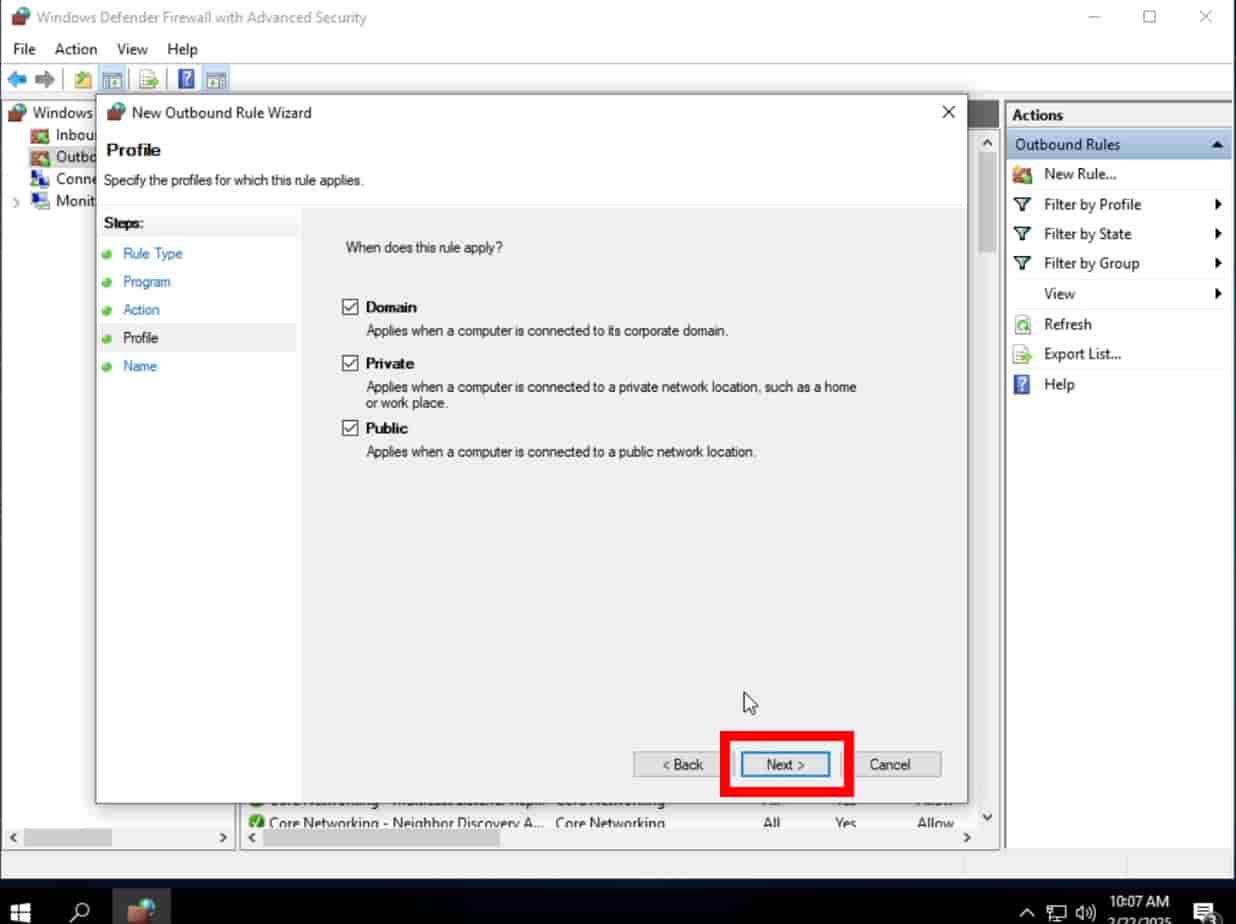 Windows Defender Firewall with Advanced Security
File Action View Help
Windows
Inbou
Outbo
Conne
Monit
New Outbound Rule Wizard
Profile
Specify the profiles for which this rule applies.
Steps:
Rule Type
Program
Action
Profile
Name
When does this rule apply?
Domain
Applies when a computer is connected to its corporate domain.
Private
Applies when a computer is connected to a private network location, such as a home
or work place.
Public
Applies when a computer is connected to a public network location.
< Back
Next >
Cancel
Core Networking - Neighbor Discovery A... Core Networking All Yes Allow
Actions
Outbound Rules
New Rule...
Filter by Profile
Filter by State
Filter by Group
View
Refresh
Export List...
Help
10:07 AM
2/22/2025
3